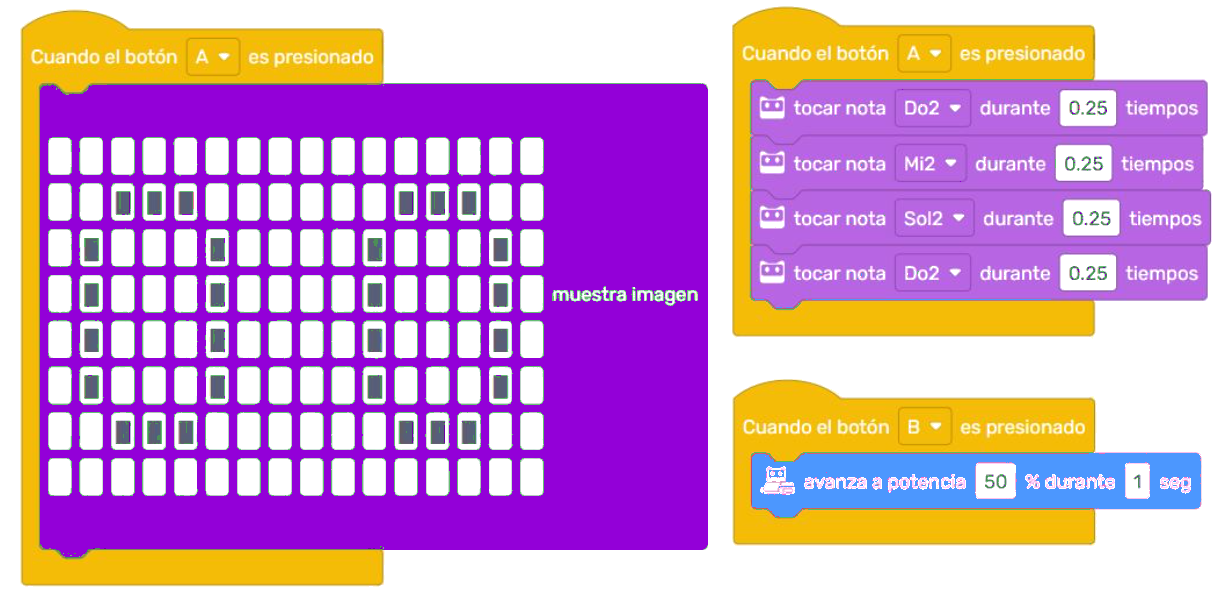 Cuando el botón A es presionado
muestra imagen
Cuando el botón A es presionado
tocar nota Do2 durante 0.25 tiempos
tocar nota Mi2 durante 0.25 tiempos
tocar nota Sol2 durante 0.25 tiempos
tocar nota Do2 durante 0.25 tiempos
Cuando el botón B es presionado
avanza a potencia 50 % durante 1 seg